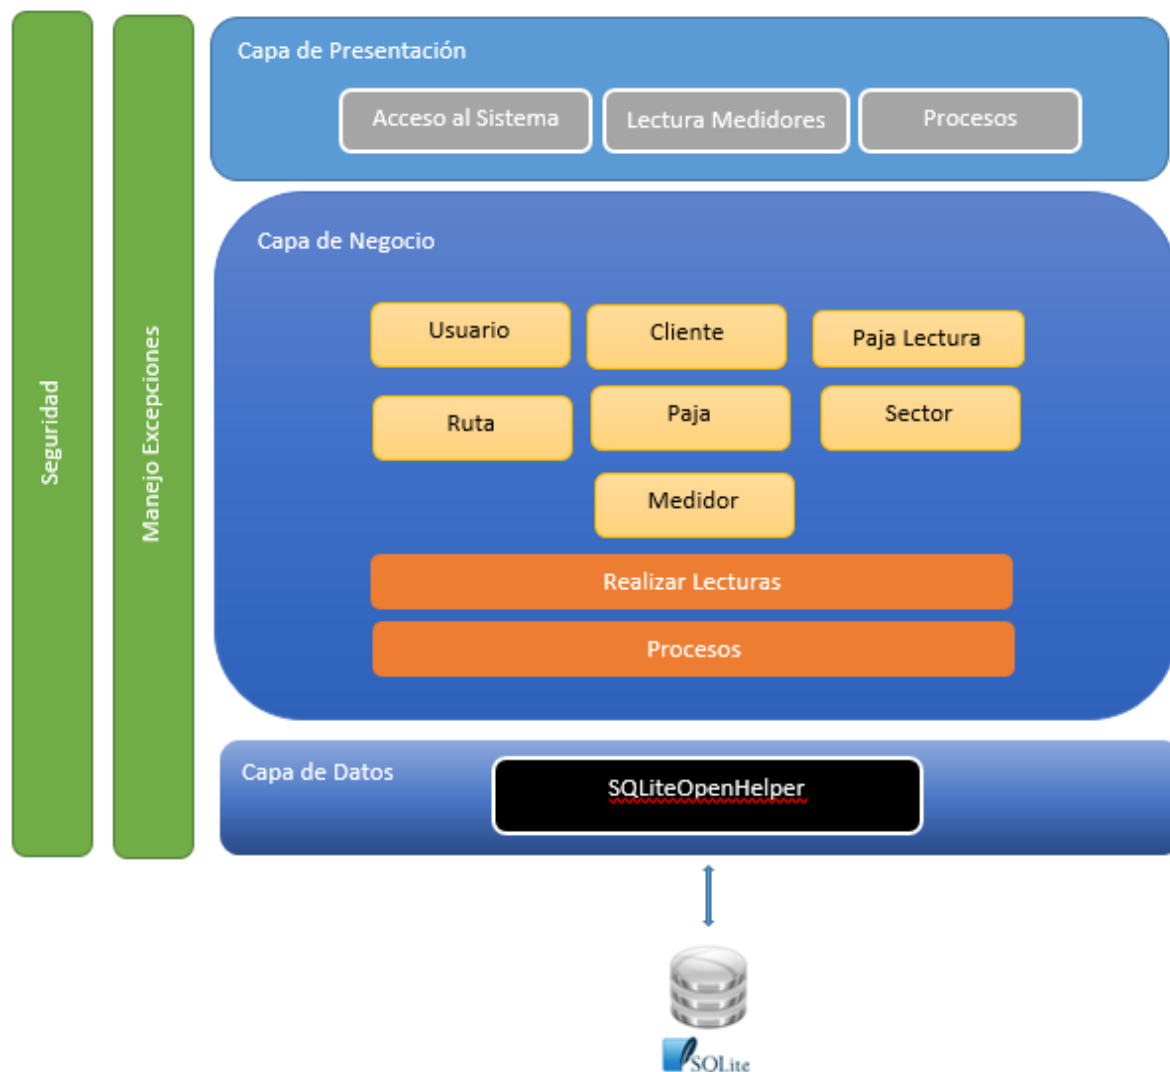 Capa de Presentación
Acceso al Sistema
Lectura Medidores
Procesos
Capa de Negocio
Usuario
Cliente
Paja Lectura
Ruta
Paja
Sector
Medidor
Realizar Lecturas
Procesos
Capa de Datos
SQLiteOpenHelper
SQLite
Seguridad
Manejo Excepciones